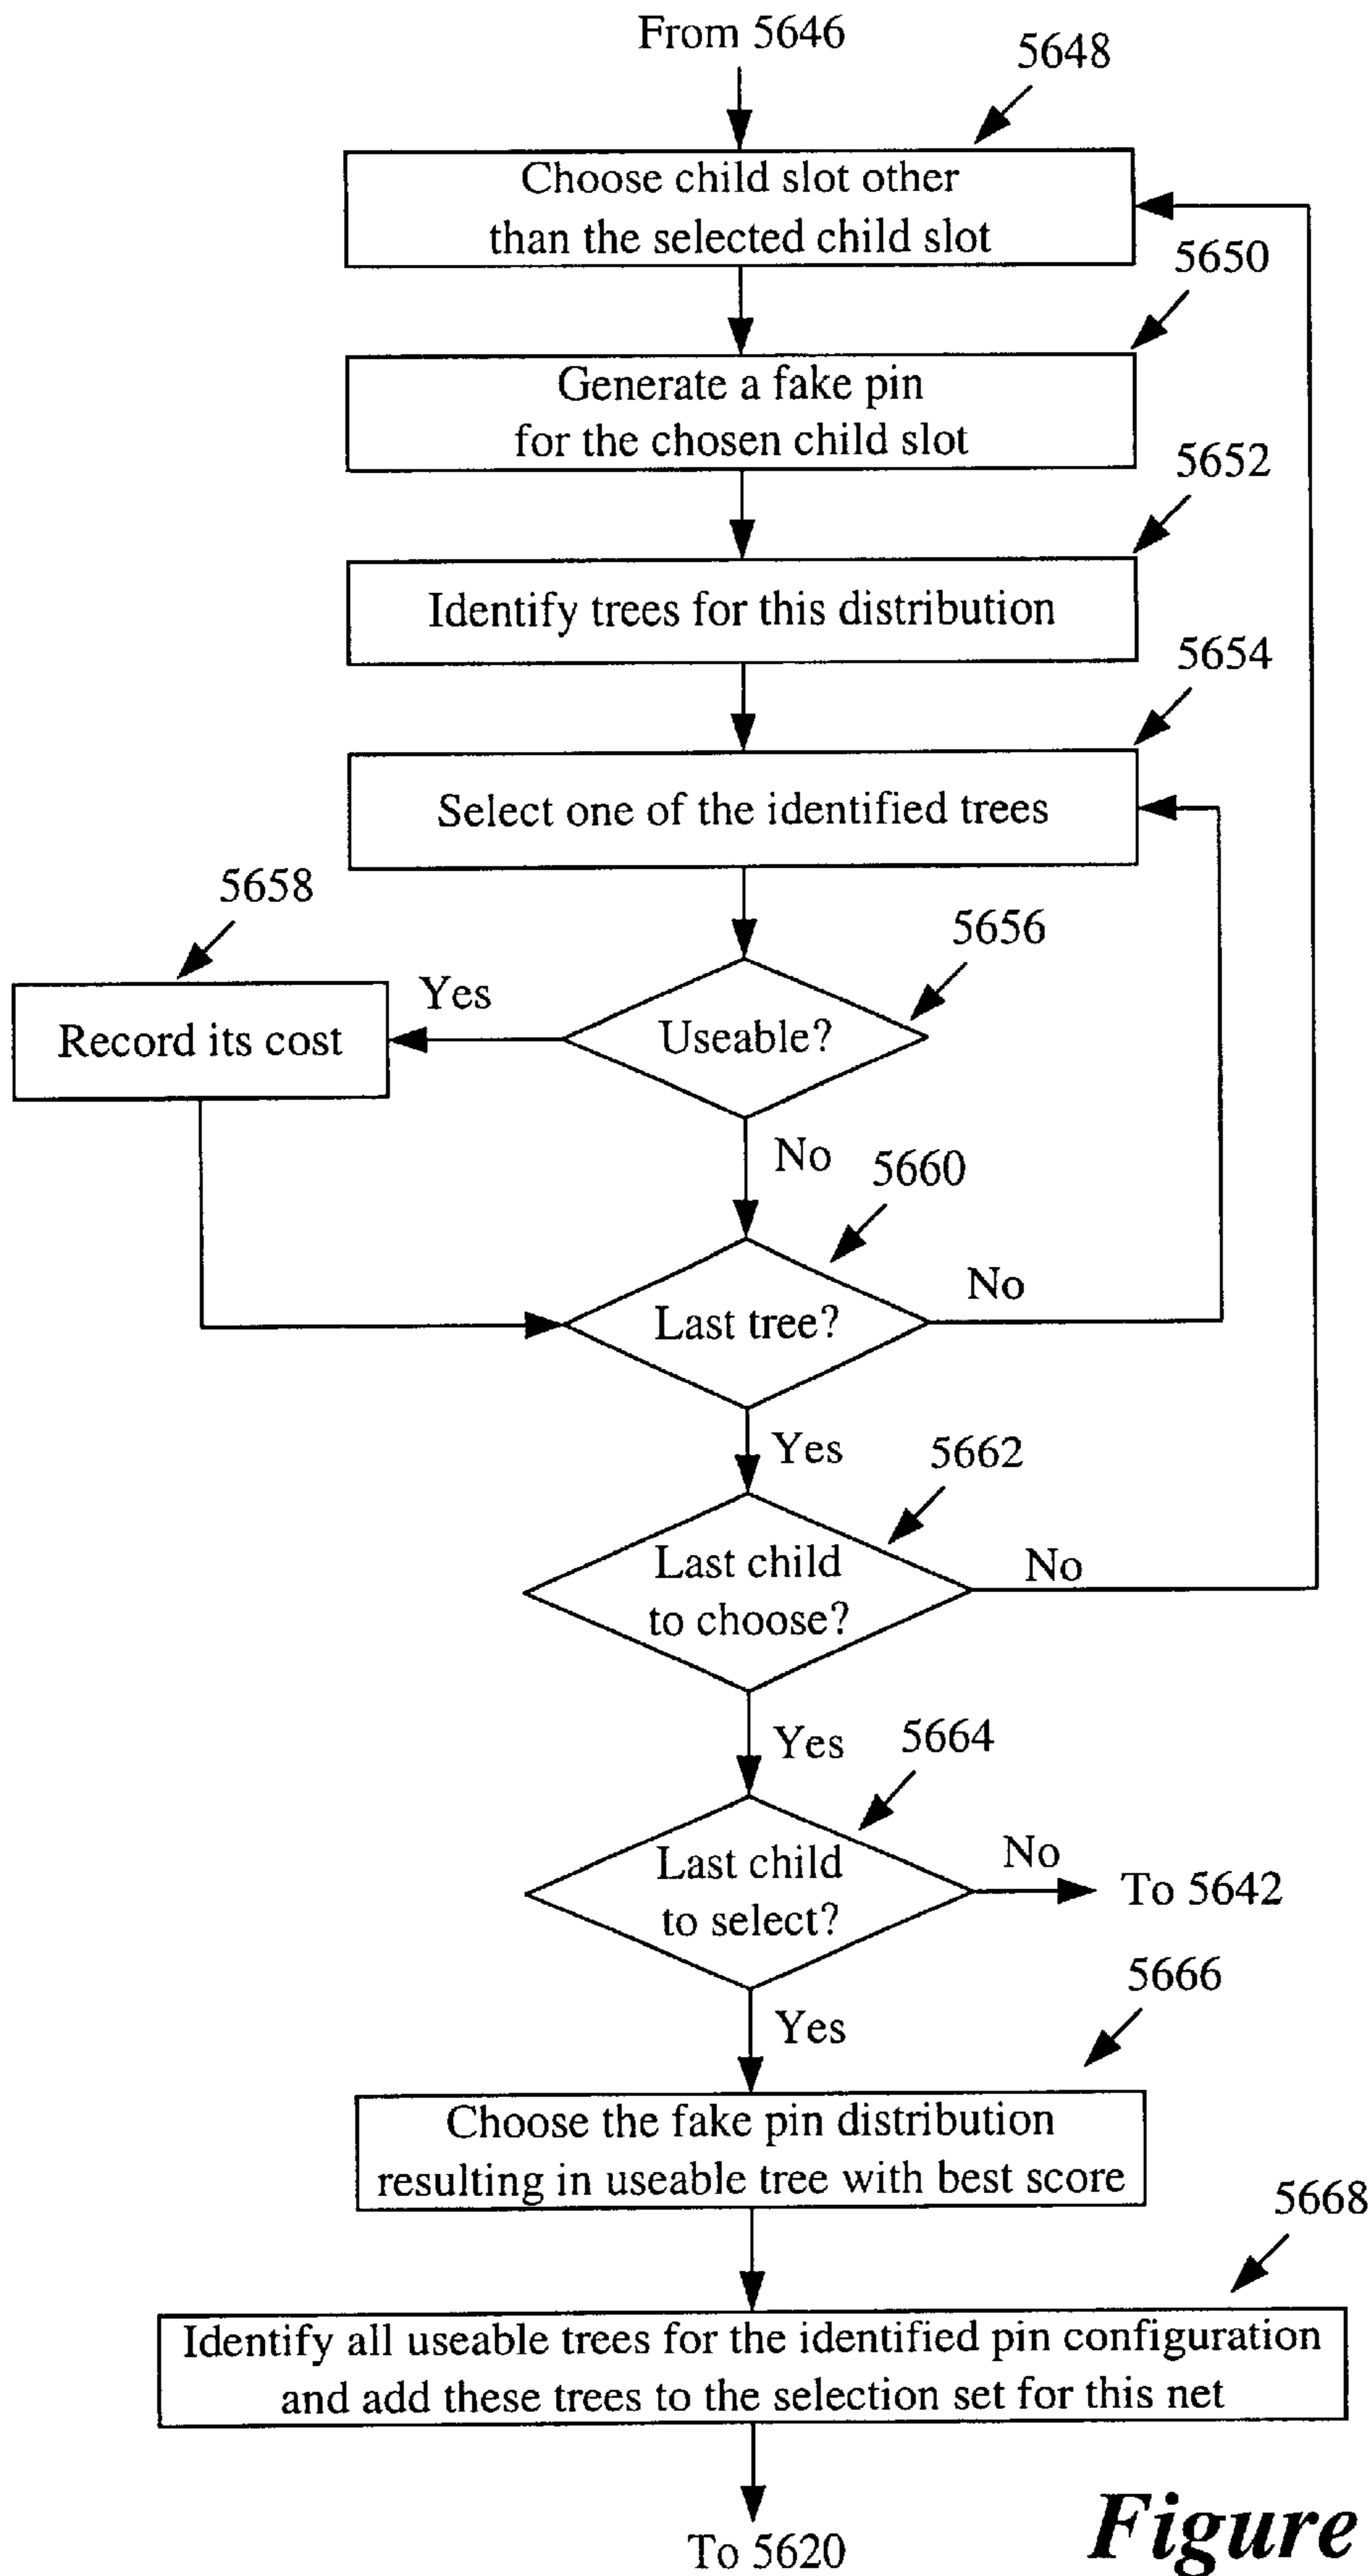 From 5646
5648
Choose child slot other
than the selected child slot
5650
Generate a fake pin
for the chosen child slot
5652
Identify trees for this distribution
5654
Select one of the identified trees
5658
5656
Yes
Record its cost
Useable?
No
5660
Last tree?
No
Yes
5662
Last child
to choose?
No
Yes
5664
Last child
to select?
No
To 5642
5666
Yes
Choose the fake pin distribution
resulting in useable tree with best score
5668
Identify all useable trees for the identified pin configuration
and add these trees to the selection set for this net
To 5620
Figure